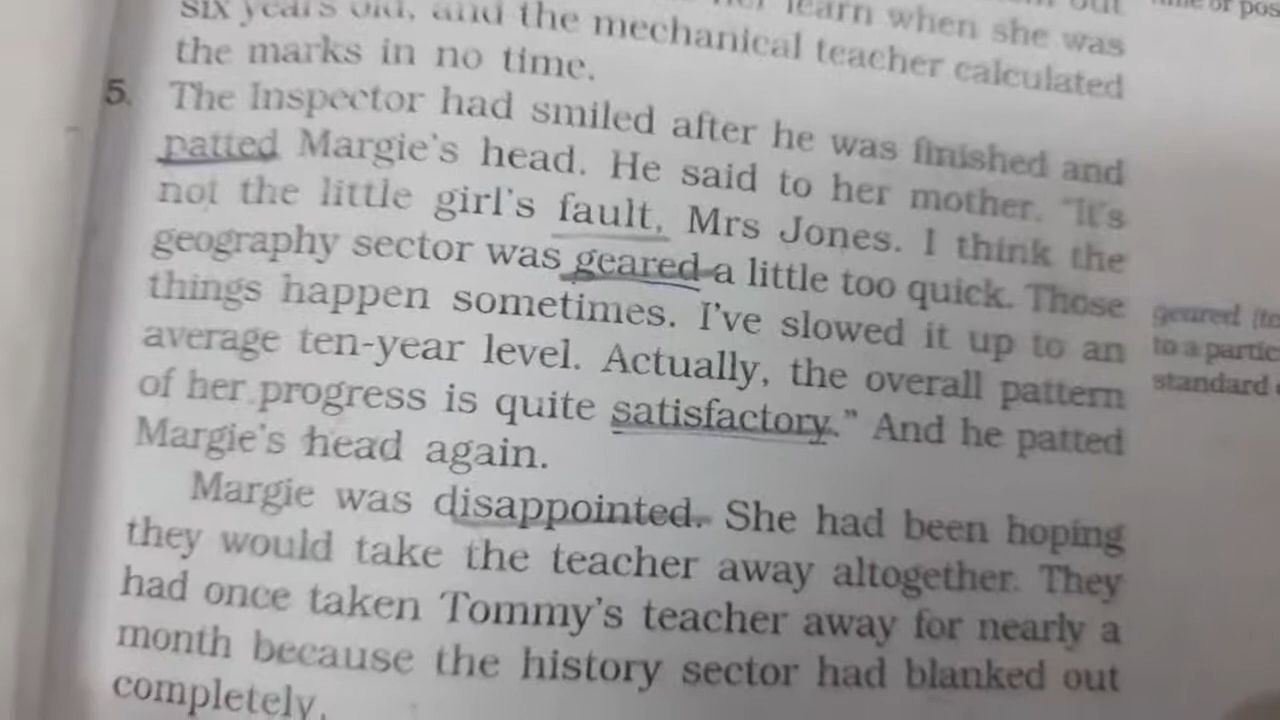 six years old, and the mechanical teacher calculated
learn when she was
the marks in no time.
5. The Inspector had smiled after he was finished and
patted Margie's head. He said to her mother. "It's
not the little girl's fault, Mrs Jones. I think the
geography sector was geared a little too quick. Those
things happen sometimes. I've slowed it up to an
average ten-year level. Actually, the overall pattern
of her progress is quite satisfactory." And he patted
Margie's head again.
Margie was disappointed. She had been hoping
they would take the teacher away altogether. They
had once taken Tommy's teacher away for nearly a
month because the history sector had blanked out
completely.
geared
to a
standard